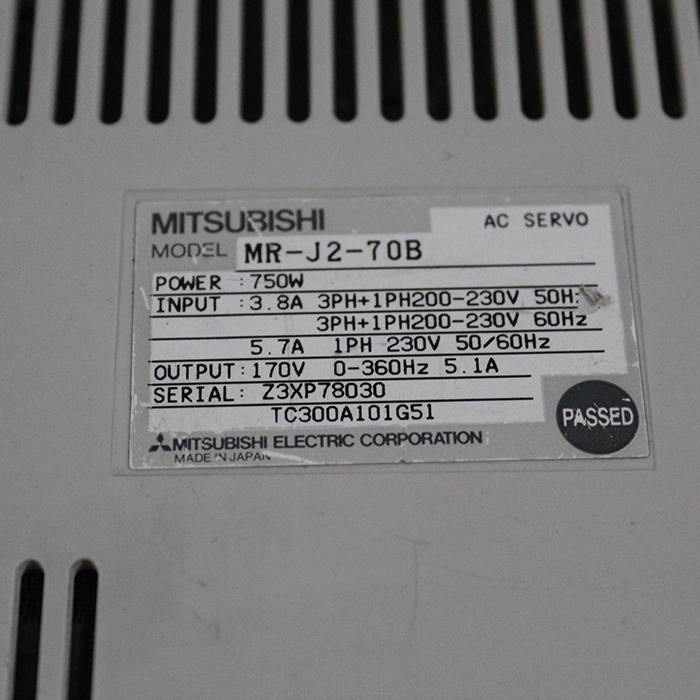 MITSUBISHI AC SERVO
MODEL MR-J2-70B
POWER : 750W
INPUT : 3.8A 3PH+1PH200-230V 50Hz
3PH+1PH200-230V 60Hz
5.7A 1PH 230V 50/60Hz
OUTPUT: 170V 0-360Hz 5.1A
SERIAL: Z3XP78030
TC300A101G51
PASSED
MITSUBISHI ELECTRIC CORPORATION
MADE IN JAPAN